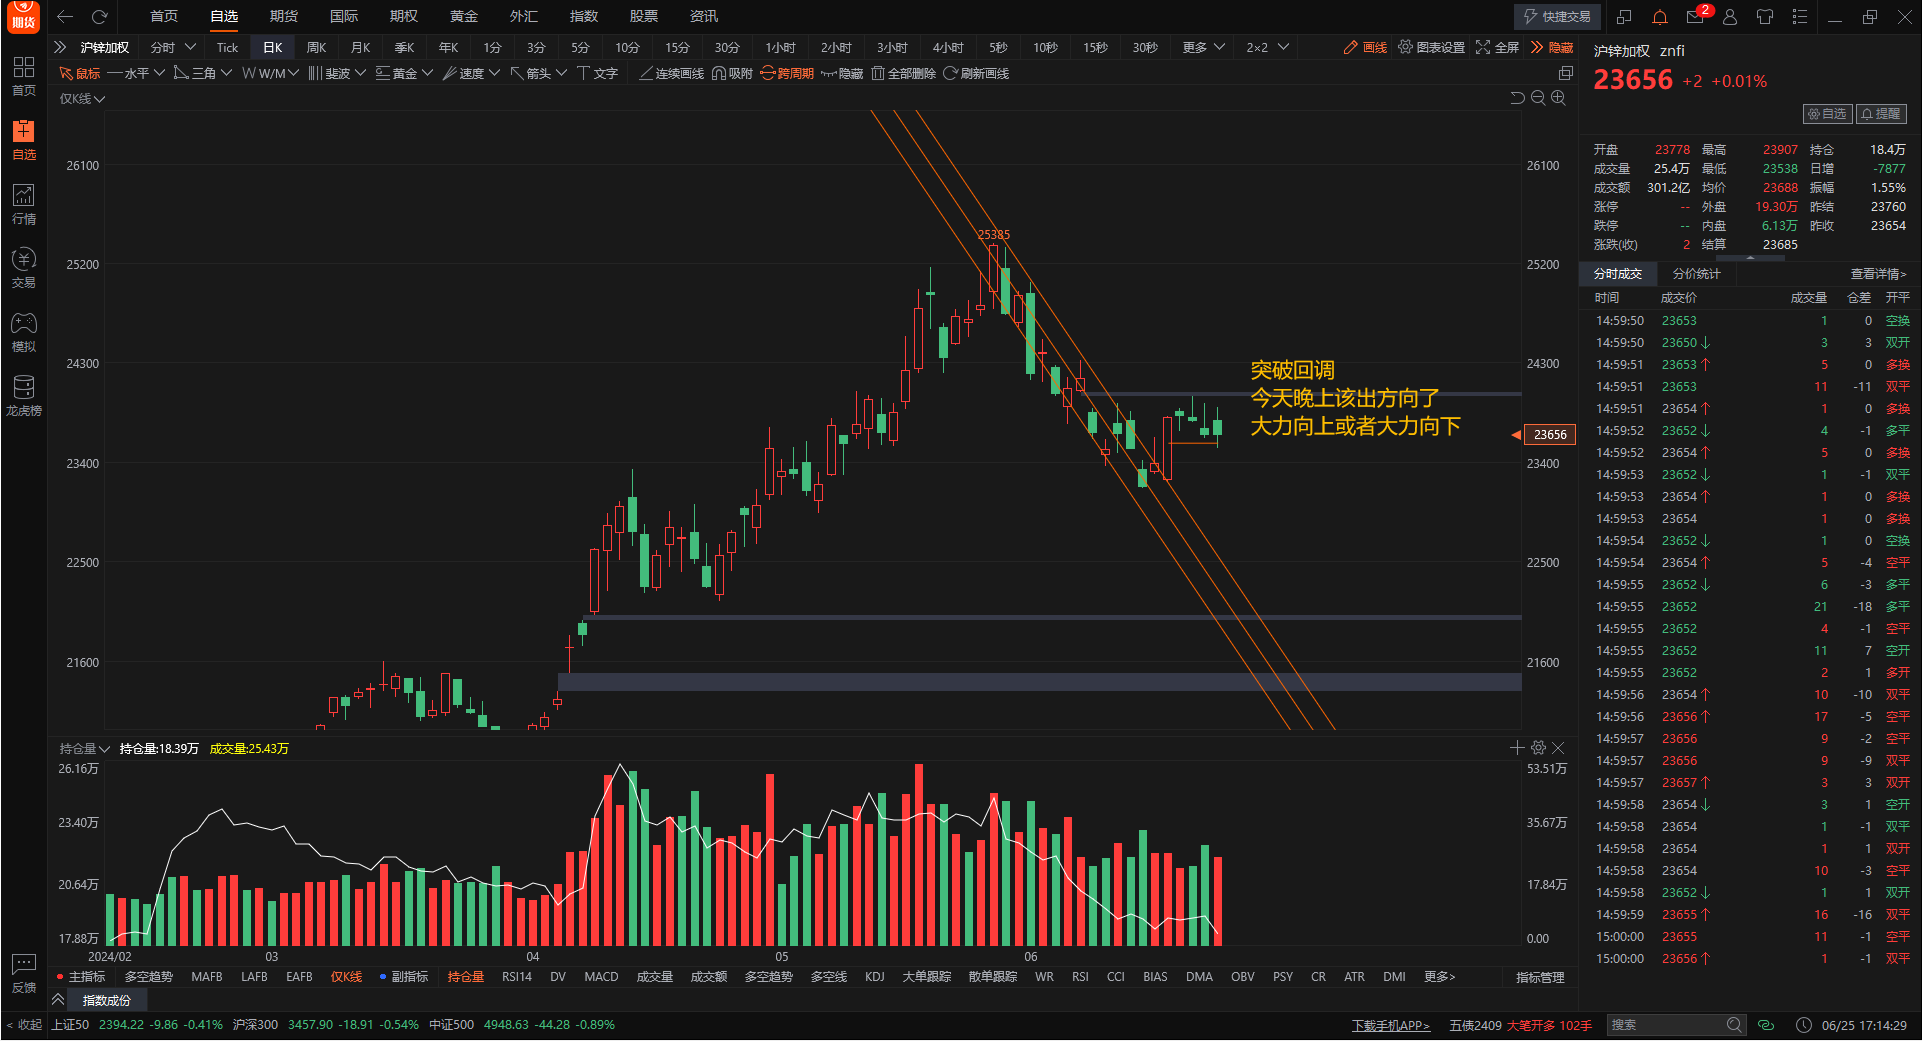 期货 首页 自选 期货 国际 期权 黄金 外汇 指数 股票 资讯 快捷交易 2
沪锌加权 分时 Tick 日K 周K 月K 季K 年K 1分 3分 5分 10分 15分 30分 1小时 2小时 3小时 4小时 5秒 10秒 15秒 30秒 更多 2×2 画线 图表设置 全屏 隐藏
鼠标 水平 三角 W/M 斐波 黄金 速度 箭头 文字 连续画线 吸附 跨周期 隐藏 全部删除 刷新画线
仅K线
首页
自选
行情
交易
模拟
龙虎榜
反馈
< 收起
26100 26100
25385
25200 25200
24300 24300
突破回调
今天晚上该出方向了
大力向上或者大力向下
23656
23400 23400
22500 22500
21600 21600
持仓量 持仓量:18.39万 成交量:25.43万
26.16万 53.51万
23.40万 35.67万
20.64万 17.84万
17.88万 0.00
2024/02 03 04 05 06
主指标 多空趋势 MAFB LAFB EAFB 仅K线 副指标 持仓量 RSI14 DV MACD 成交量 成交额 多空趋势 多空线 KDJ 大单跟踪 散单跟踪 WR RSI CCI BIAS DMA OBV PSY CR ATR DMI 更多> 指标管理
指数成份
上证50 2394.22 -9.86 -0.41% 沪深300 3457.90 -18.91 -0.54% 中证500 4948.63 -44.28 -0.89% 下载手机APP> 五债2409 大笔开多 102手 搜索 06/25 17:14:29
沪锌加权 znfi
23656 +2 +0.01%
自选 提醒
开盘 23778 最高 23907 持仓 18.4万
成交量 25.4万 最低 23538 日增 -7877
成交额 301.2亿 均价 23688 振幅 1.55%
涨停 -- 外盘 19.30万 昨结 23760
跌停 -- 内盘 6.13万 昨收 23654
涨跌(收) 2 结算 23685
分时成交 分价统计 查看详情>
时间 成交价 成交量 仓差 开平
14:59:50 23653 1 0 空换
14:59:50 23650↓ 3 3 双开
14:59:51 23653↑ 5 0 多换
14:59:51 23653 11 -11 双平
14:59:51 23654↑ 1 0 多换
14:59:52 23652↓ 4 -1 多平
14:59:52 23654↑ 5 0 多换
14:59:53 23652↓ 1 -1 双平
14:59:53 23654↑ 1 0 多换
14:59:53 23654 1 0 多换
14:59:54 23652↓ 1 0 空换
14:59:54 23654↑ 5 -4 空平
14:59:55 23652↓ 6 -3 多平
14:59:55 23652 21 -18 多平
14:59:55 23652 4 -1 空平
14:59:55 23652 11 7 空开
14:59:55 23652 2 1 多开
14:59:56 23654↑ 10 -10 双平
14:59:56 23656↑ 17 -5 空平
14:59:57 23656 9 -2 空平
14:59:57 23656 9 -9 双平
14:59:57 23657↑ 3 3 双开
14:59:58 23654↓ 3 1 空开
14:59:58 23654 1 -1 双平
14:59:58 23654 1 1 双开
14:59:58 23654 10 -3 空平
14:59:58 23652↓ 1 1 双开
14:59:59 23655↑ 16 -16 双平
15:00:00 23655 11 -1 空平
15:00:00 23656↑ 1 -1 双平